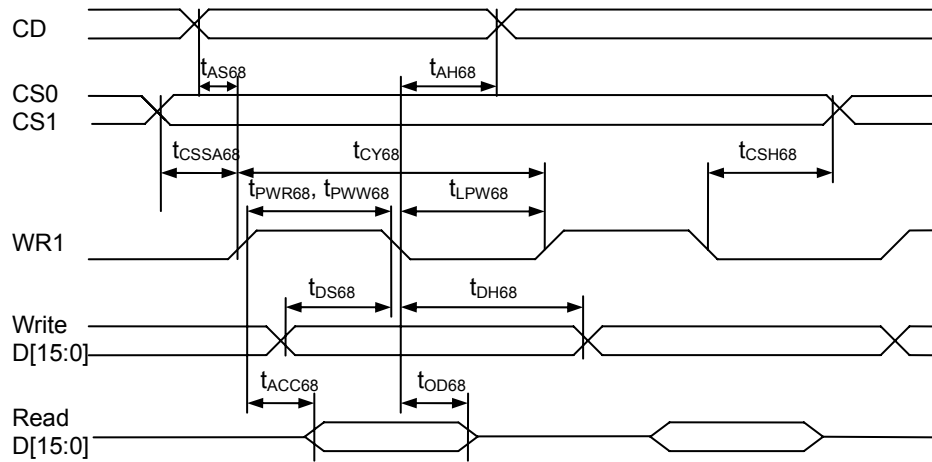 CD
tAS68 tAH68
CS0
CS1
tCSSA68 tCY68 tCSH68
tPWR68, tPWW68 tLPW68
WR1
tDS68 tDH68
Write
D[15:0]
tACC68 tOD68
Read
D[15:0]